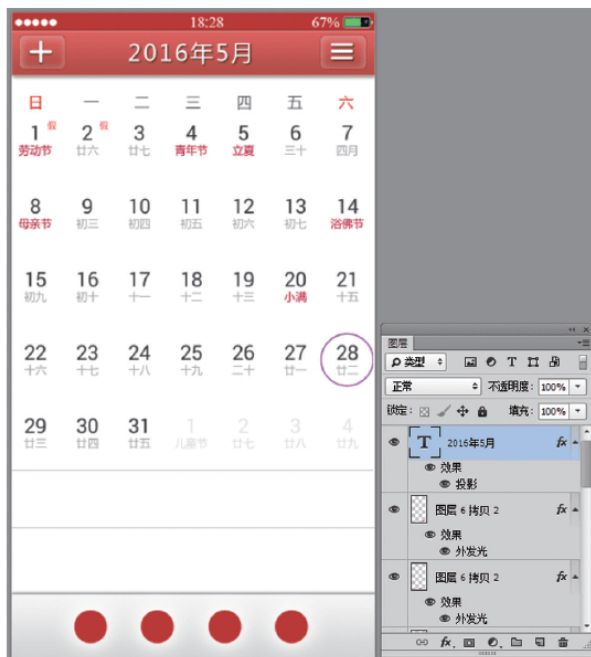 18:28 67%
2016年5月
日 一 二 三 四 五 六
1 假 2 假 3 4 5 6 7
劳动节 廿六 廿七 青年节 立夏 三十 四月
8 9 10 11 12 13 14
母亲节 初三 初四 初五 初六 初七 浴佛节
15 16 17 18 19 20 21
初九 初十 十一 十二 十三 小满 十五
22 23 24 25 26 27 28
十六 十七 十八 十九 二十 廿一 廿二
29 30 31 1 2 3 4
廿三 廿四 廿五 儿童节 廿七 廿八 廿九
图层
类型
正常 不透明度: 100%
锁定: 填充: 100%
T 2016年5月 fx
效果
投影
图层 6 拷贝 2 fx
效果
外发光
图层 6 拷贝 2 fx
效果
外发光
fx